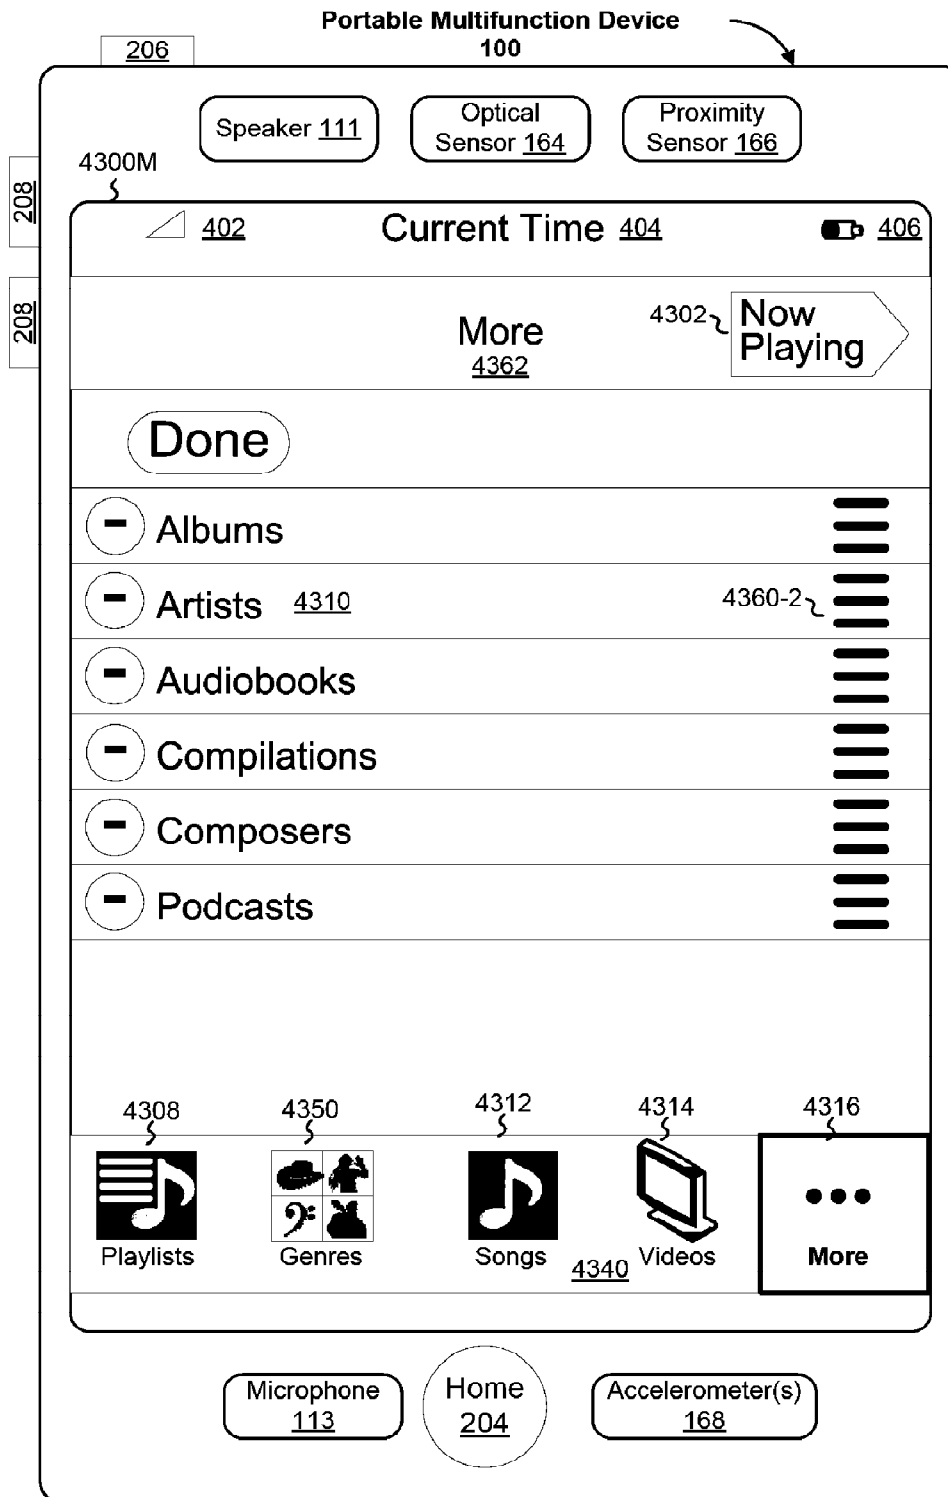 Portable Multifunction Device
100
206
Speaker 111
Optical
Sensor 164
Proximity
Sensor 166
4300M
208
402
Current Time 404
406
208
More
4362
4302
Now
Playing
Done
- Albums
- Artists 4310
4360-2
- Audiobooks
- Compilations
- Composers
- Podcasts
4308
4350
4312
4314
4316
Playlists
Genres
Songs
4340
Videos
More
Microphone
113
Home
204
Accelerometer(s)
168